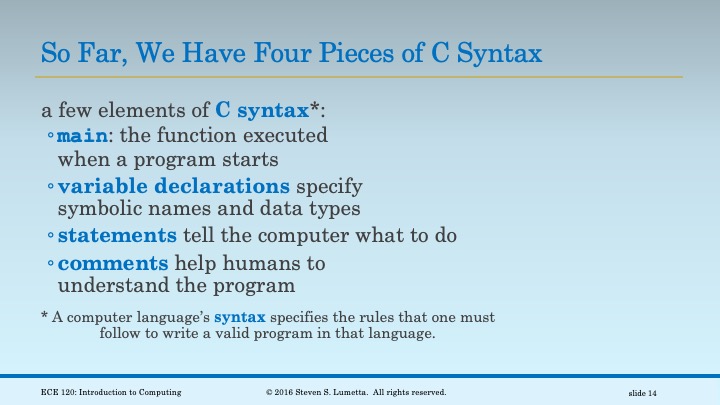 So Far, We Have Four Pieces of C Syntax
a few elements of C syntax*:
◦main: the function executed
when a program starts
◦variable declarations specify
symbolic names and data types
◦statements tell the computer what to do
◦comments help humans to
understand the program
* A computer language’s syntax specifies the rules that one must
follow to write a valid program in that language.
ECE 120: Introduction to Computing © 2016 Steven S. Lumetta. All rights reserved. slide 14